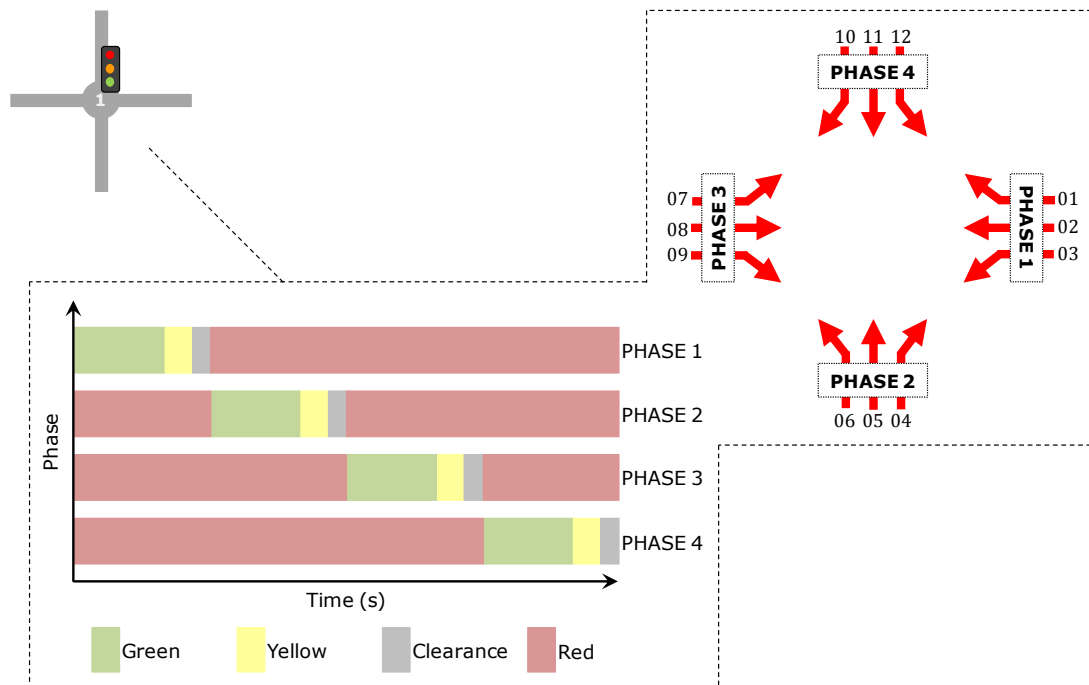 1
10 11 12
PHASE 4
07
08
09
PHASE 3
PHASE 1
01
02
03
PHASE 2
06 05 04
Phase
PHASE 1
PHASE 2
PHASE 3
PHASE 4
Time (s)
Green Yellow Clearance Red